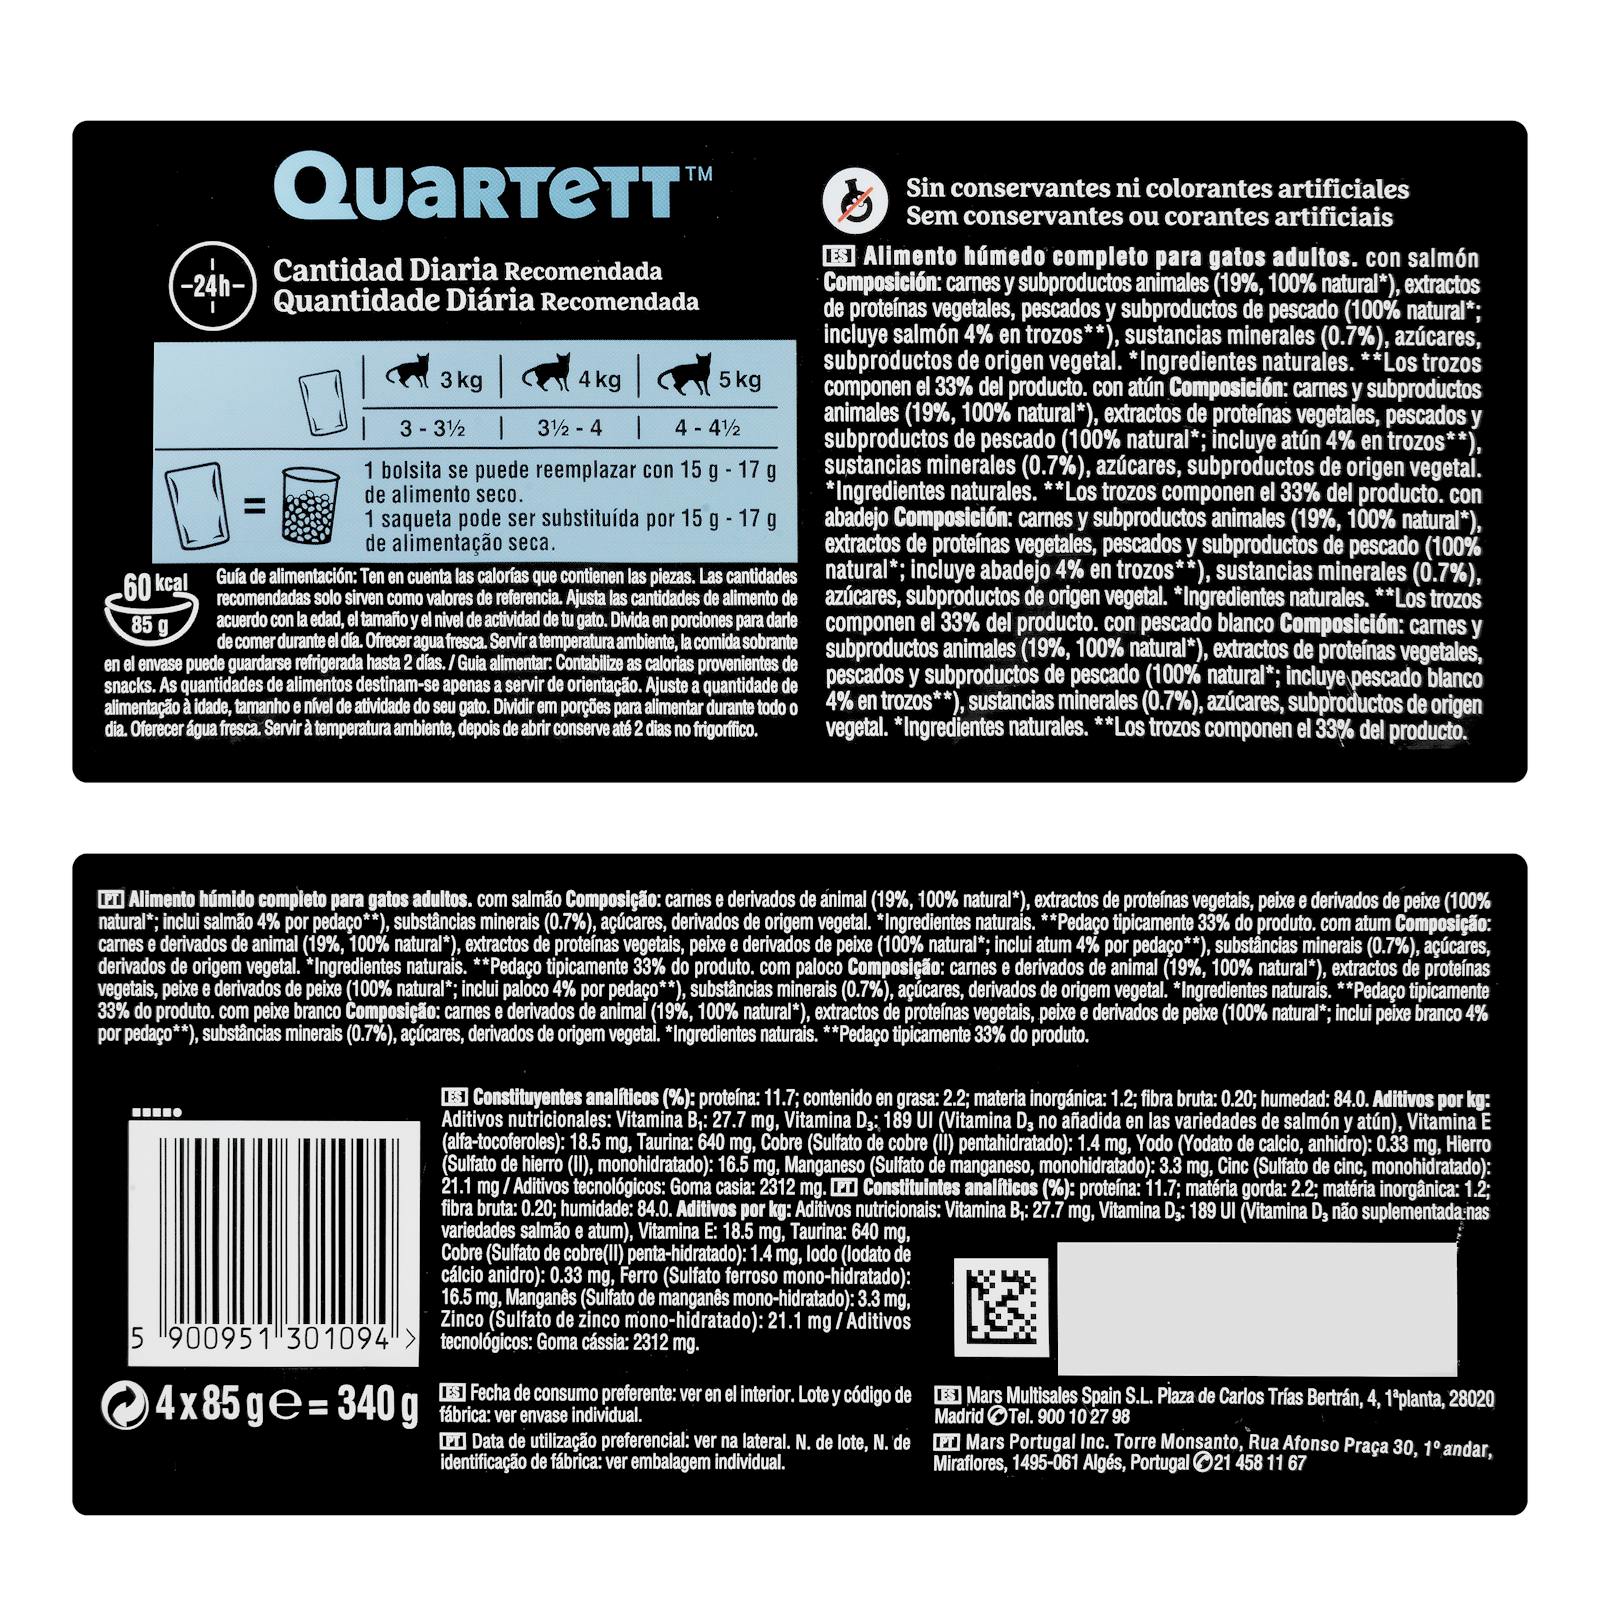 QUARTETT™
-24h-
Cantidad Diaria Recomendada
Quantidade Diária Recomendada
3 kg
4 kg
5 kg
3 - 3½
3½ - 4
4 - 4½
1 bolsita se puede reemplazar con 15 g - 17 g
de alimento seco.
1 saqueta pode ser substituída por 15 g - 17 g
de alimentação seca.
=
60 kcal
85 g
Guía de alimentación: Ten en cuenta las calorías que contienen las piezas. Las cantidades
recomendadas solo sirven como valores de referencia. Ajusta las cantidades de alimento de
acuerdo con la edad, el tamaño y el nivel de actividad de tu gato. Divida en porciones para darle
de comer durante el día. Ofrecer agua fresca. Servir a temperatura ambiente, la comida sobrante
en el envase puede guardarse refrigerada hasta 2 días. / Guia alimentar: Contabilize as calorias provenientes de
snacks. As quantidades de alimentos destinam-se apenas a servir de orientação. Ajuste a quantidade de
alimentação à idade, tamanho e nível de atividade do seu gato. Dividir em porções para alimentar durante todo o
dia. Oferecer água fresca. Servir à temperatura ambiente, depois de abrir conserve até 2 dias no frigorífico.
Sin conservantes ni colorantes artificiales
Sem conservantes ou corantes artificiais
ES Alimento húmedo completo para gatos adultos. con salmón
Composición: carnes y subproductos animales (19%, 100% natural*), extractos
de proteínas vegetales, pescados y subproductos de pescado (100% natural*;
incluye salmón 4% en trozos**), sustancias minerales (0.7%), azúcares,
subproductos de origen vegetal. *Ingredientes naturales. **Los trozos
componen el 33% del producto. con atún Composición: carnes y subproductos
animales (19%, 100% natural*), extractos de proteínas vegetales, pescados y
subproductos de pescado (100% natural*; incluye atún 4% en trozos**),
sustancias minerales (0.7%), azúcares, subproductos de origen vegetal.
*Ingredientes naturales. **Los trozos componen el 33% del producto. con
abadejo Composición: carnes y subproductos animales (19%, 100% natural*),
extractos de proteínas vegetales, pescados y subproductos de pescado (100%
natural*; incluye abadejo 4% en trozos**), sustancias minerales (0.7%),
azúcares, subproductos de origen vegetal. *Ingredientes naturales. **Los trozos
componen el 33% del producto. con pescado blanco Composición: carnes y
subproductos animales (19%, 100% natural*), extractos de proteínas vegetales,
pescados y subproductos de pescado (100% natural*; incluye pescado blanco
4% en trozos**), sustancias minerales (0.7%), azúcares, subproductos de origen
vegetal. *Ingredientes naturales. **Los trozos componen el 33% del producto.
PT Alimento húmido completo para gatos adultos. com salmão Composição: carnes e derivados de animal (19%, 100% natural*), extractos de proteínas vegetais, peixe e derivados de peixe (100%
natural*; inclui salmão 4% por pedaço**), substâncias minerais (0.7%), açúcares, derivados de origem vegetal. *Ingredientes naturais. **Pedaço tipicamente 33% do produto. com atum Composição:
carnes e derivados de animal (19%, 100% natural*), extractos de proteínas vegetais, peixe e derivados de peixe (100% natural*; inclui atum 4% por pedaço**), substâncias minerais (0.7%), açúcares,
derivados de origem vegetal. *Ingredientes naturais. **Pedaço tipicamente 33% do produto. com paloco Composição: carnes e derivados de animal (19%, 100% natural*), extractos de proteínas
vegetais, peixe e derivados de peixe (100% natural*; inclui paloco 4% por pedaço**), substâncias minerais (0.7%), açúcares, derivados de origem vegetal. *Ingredientes naturais. **Pedaço tipicamente
33% do produto. com peixe branco Composição: carnes e derivados de animal (19%, 100% natural*), extractos de proteínas vegetais, peixe e derivados de peixe (100% natural*; inclui peixe branco 4%
por pedaço**), substâncias minerais (0.7%), açúcares, derivados de origem vegetal. *Ingredientes naturais. **Pedaço tipicamente 33% do produto.
ES Constituyentes analíticos (%): proteína: 11.7; contenido en grasa: 2.2; materia inorgánica: 1.2; fibra bruta: 0.20; humedad: 84.0. Aditivos por kg:
Aditivos nutricionales: Vitamina B₁: 27.7 mg, Vitamina D₃: 189 UI (Vitamina D₃ no añadida en las variedades de salmón y atún), Vitamina E
(alfa-tocoferoles): 18.5 mg, Taurina: 640 mg, Cobre (Sulfato de cobre (II) pentahidratado): 1.4 mg, Yodo (Yodato de calcio, anhidro): 0.33 mg, Hierro
(Sulfato de hierro (II), monohidratado): 16.5 mg, Manganeso (Sulfato de manganeso, monohidratado): 3.3 mg, Cinc (Sulfato de cinc, monohidratado):
21.1 mg / Aditivos tecnológicos: Goma casia: 2312 mg. PT Constituintes analíticos (%): proteína: 11.7; matéria gorda: 2.2; matéria inorgânica: 1.2;
fibra bruta: 0.20; humidade: 84.0. Aditivos por kg: Aditivos nutricionais: Vitamina B₁: 27.7 mg, Vitamina D₃: 189 UI (Vitamina D₃ não suplementada nas
variedades salmão e atum), Vitamina E: 18.5 mg, Taurina: 640 mg,
Cobre (Sulfato de cobre(II) penta-hidratado): 1.4 mg, Iodo (Iodato de
cálcio anidro): 0.33 mg, Ferro (Sulfato ferroso mono-hidratado):
16.5 mg, Manganês (Sulfato de manganês mono-hidratado): 3.3 mg,
Zinco (Sulfato de zinco mono-hidratado): 21.1 mg / Aditivos
tecnológicos: Goma cássia: 2312 mg.
5 900951 301094 >
4 x 85 g ℮ = 340 g
ES Fecha de consumo preferente: ver en el interior. Lote y código de
fábrica: ver envase individual.
PT Data de utilização preferencial: ver na lateral. N. de lote, N. de
identificação de fábrica: ver embalagem individual.
ES Mars Multisales Spain S.L. Plaza de Carlos Trías Bertrán, 4, 1ªplanta, 28020
Madrid ✆Tel. 900 10 27 98
PT Mars Portugal Inc. Torre Monsanto, Rua Afonso Praça 30, 1º andar,
Miraflores, 1495-061 Algés, Portugal ✆21 458 11 67